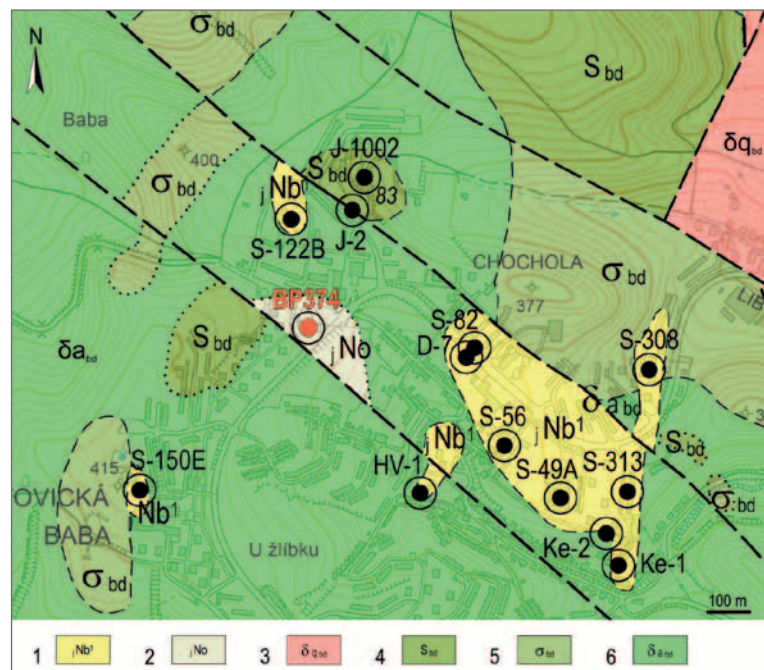 N
σbd
Sbd
δqbd
Baba
400
σbd
J-1002
Sbd
83
jNb¹
S-122B
J-2
CHOCHOLA
377
σbd
LIB
BP374
jNo
S-82
D-7
S-308
Sbd
δabd
δabd
jNb¹
S-56
jNb¹
Sbd
S-150E
HV-1
S-49A
S-313
415
Nb¹
OVICKÁ
BABA
σbd
U žlíbku
Ke-2
Ke-1
σbd
100 m
1 jNb¹ 2 jNo 3 δqbd 4 Sbd 5 σbd 6 δabd